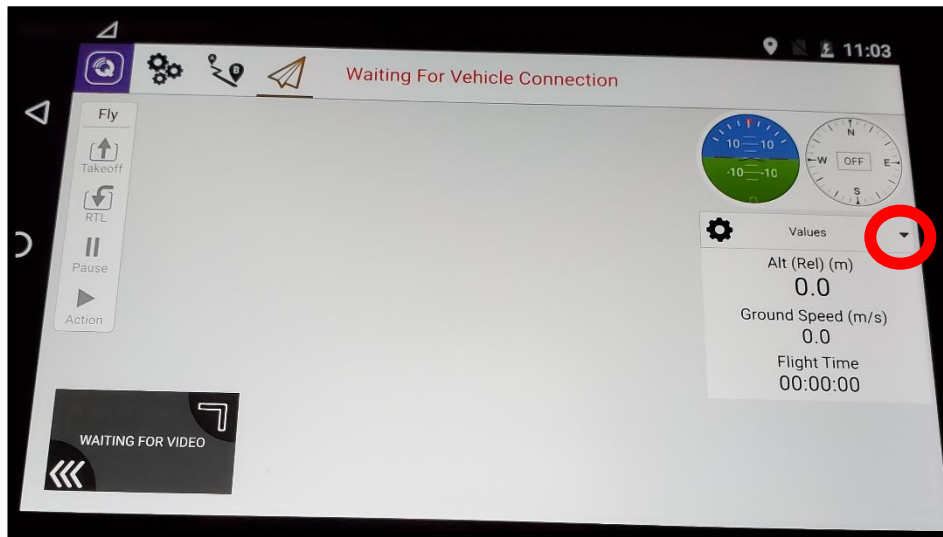 11:03
Waiting For Vehicle Connection
Fly
Takeoff
RTL
Pause
Action
B
10 10
-10 -10
N
W OFF E
S
Values
Alt (Rel) (m)
0.0
Ground Speed (m/s)
0.0
Flight Time
00:00:00
WAITING FOR VIDEO